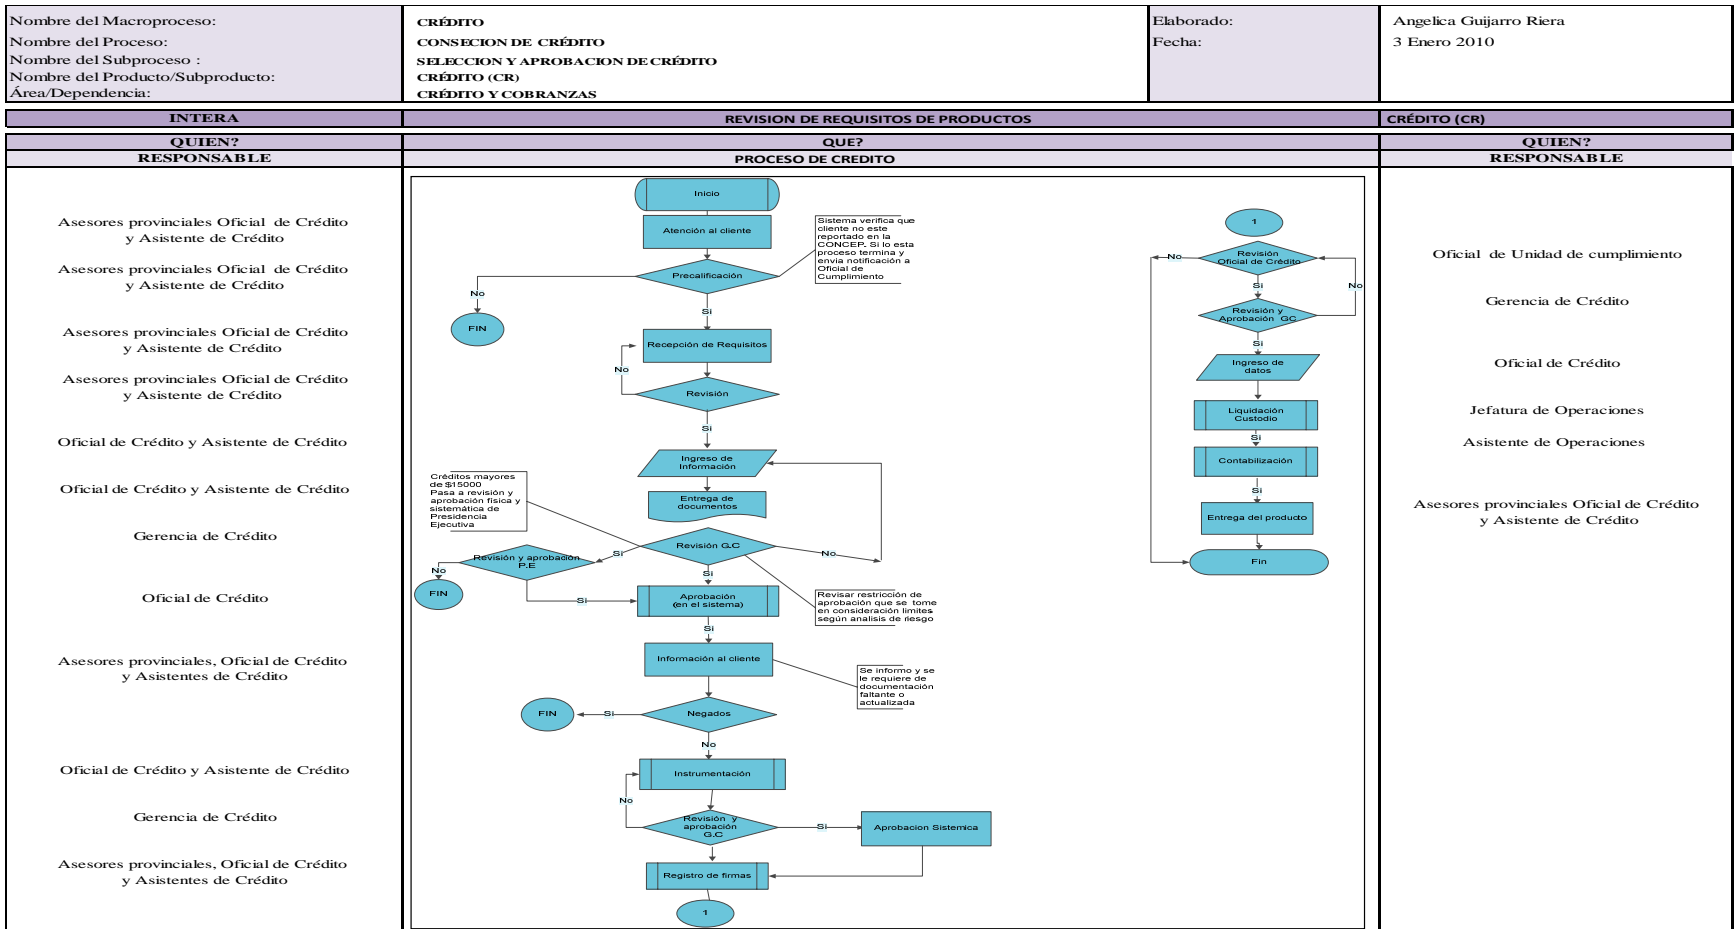 Nombre del Macroproceso:
CRÉDITO
Elaborado:
Angelica Guijarro Riera
Nombre del Proceso:
CONSECION DE CRÉDITO
Fecha:
3 Enero 2010
Nombre del Subproceso :
SELECCION Y APROBACION DE CRÉDITO
Nombre del Producto/Subproducto:
CRÉDITO (CR)
Área/Dependencia:
CRÉDITO Y COBRANZAS
INTERA
REVISION DE REQUISITOS DE PRODUCTOS
CRÉDITO (CR)
QUIEN?
QUE?
QUIEN?
RESPONSABLE
PROCESO DE CREDITO
RESPONSABLE
Asesores provinciales Oficial de Crédito
y Asistente de Crédito
Asesores provinciales Oficial de Crédito
y Asistente de Crédito
Asesores provinciales Oficial de Crédito
y Asistente de Crédito
Asesores provinciales Oficial de Crédito
y Asistente de Crédito
Oficial de Crédito y Asistente de Crédito
Oficial de Crédito y Asistente de Crédito
Gerencia de Crédito
Oficial de Crédito
Asesores provinciales, Oficial de Crédito
y Asistentes de Crédito
Oficial de Crédito y Asistente de Crédito
Gerencia de Crédito
Asesores provinciales, Oficial de Crédito
y Asistentes de Crédito
Inicio
Atención al cliente
Sistema verifica que
cliente no este
reportado en la
CONCEP. Si lo esta
proceso termina y
envia notificación a
Oficial de
Cumplimiento
Precalificación
No
FIN
Si
Recepción de Requisitos
No
Revisión
Si
Ingreso de
Información
Entrega de
documentos
Créditos mayores
de $15000
Pasa a revisión y
aprobación física y
sistemática de
Presidencia
Ejecutiva
Revisión G.C
No
Si
Revisión y aprobación
P.E
No
FIN
Si
Si
Aprobación
(en el sistema)
Revisar restricción de
aprobación que se tome
en consideración limites
según analisis de riesgo
Si
Información al cliente
Se informo y se
le requiere de
documentación
faltante o
actualizada
Negados
Si
FIN
No
Instrumentación
No
Revisión y
aprobación
G.C
Si
Aprobacion Sistemica
Registro de firmas
1
1
Revisión
Oficial de Crédito
No
Si
No
Revisión y
Aprobación GC
Si
Ingreso de
datos
Liquidación
Custodio
Si
Contabilización
Si
Entrega del producto
Fin
Oficial de Unidad de cumplimiento
Gerencia de Crédito
Oficial de Crédito
Jefatura de Operaciones
Asistente de Operaciones
Asesores provinciales Oficial de Crédito
y Asistente de Crédito